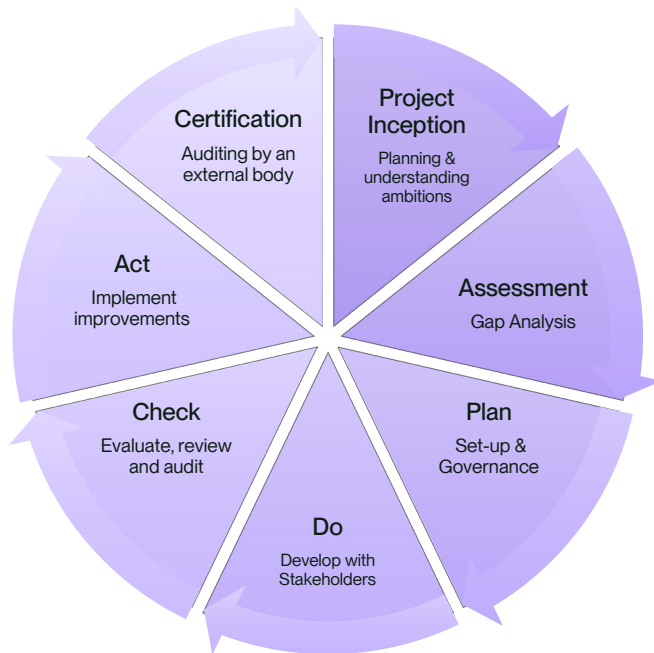 Project
Inception
Planning &
understanding
ambitions
Assessment
Gap Analysis
Plan
Set-up &
Governance
Do
Develop with
Stakeholders
Check
Evaluate, review
and audit
Act
Implement
improvements
Certification
Auditing by an
external body